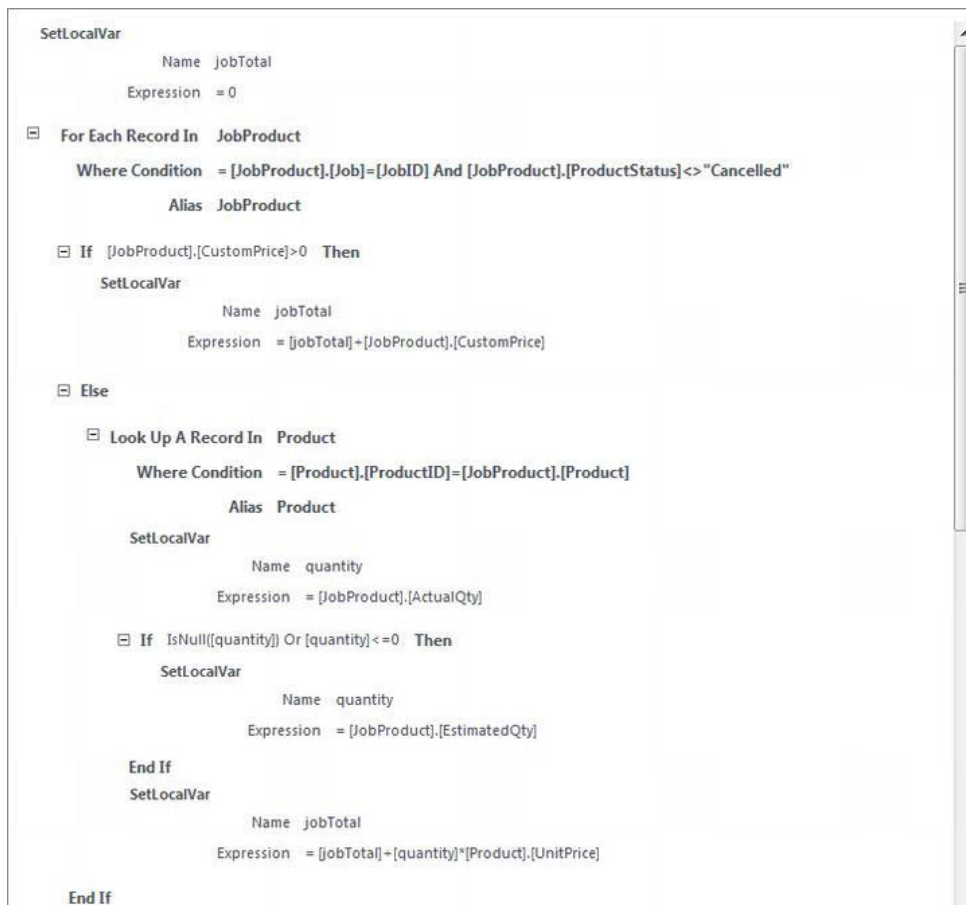 SetLocalVar
Name jobTotal
Expression = 0
For Each Record In JobProduct
Where Condition = [JobProduct].[Job]=[JobID] And [JobProduct].[ProductStatus]<>"Cancelled"
Alias JobProduct
If [JobProduct].[CustomPrice]>0 Then
SetLocalVar
Name jobTotal
Expression = [jobTotal]+[JobProduct].[CustomPrice]
Else
Look Up A Record In Product
Where Condition = [Product].[ProductID]=[JobProduct].[Product]
Alias Product
SetLocalVar
Name quantity
Expression = [JobProduct].[ActualQty]
If IsNull([quantity]) Or [quantity]<=0 Then
SetLocalVar
Name quantity
Expression = [JobProduct].[EstimatedQty]
End If
SetLocalVar
Name jobTotal
Expression = [jobTotal]+[quantity]*[Product].[UnitPrice]
End If